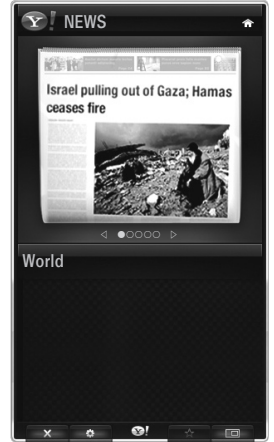 Y! NEWS
Israel pulling out of Gaza; Hamas
ceases fire
World
Y!